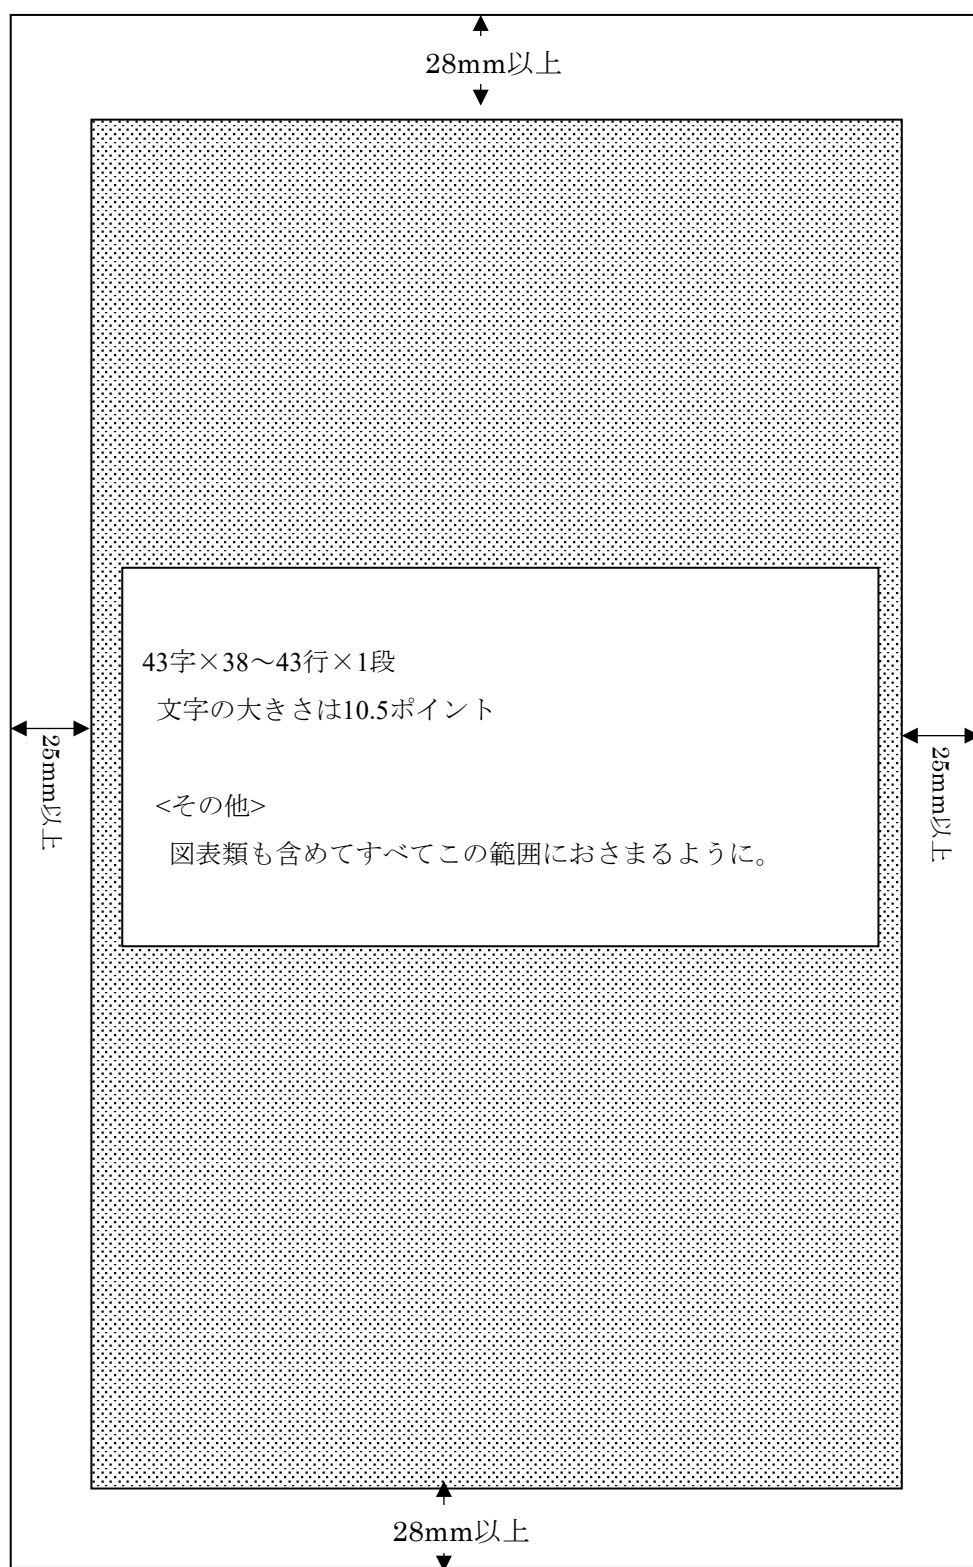 28mm以上
43字×38～43行×1段
文字の大きさは10.5ポイント
<その他>
図表類も含めてすべてこの範囲におさまるように。
25mm以上
25mm以上
28mm以上